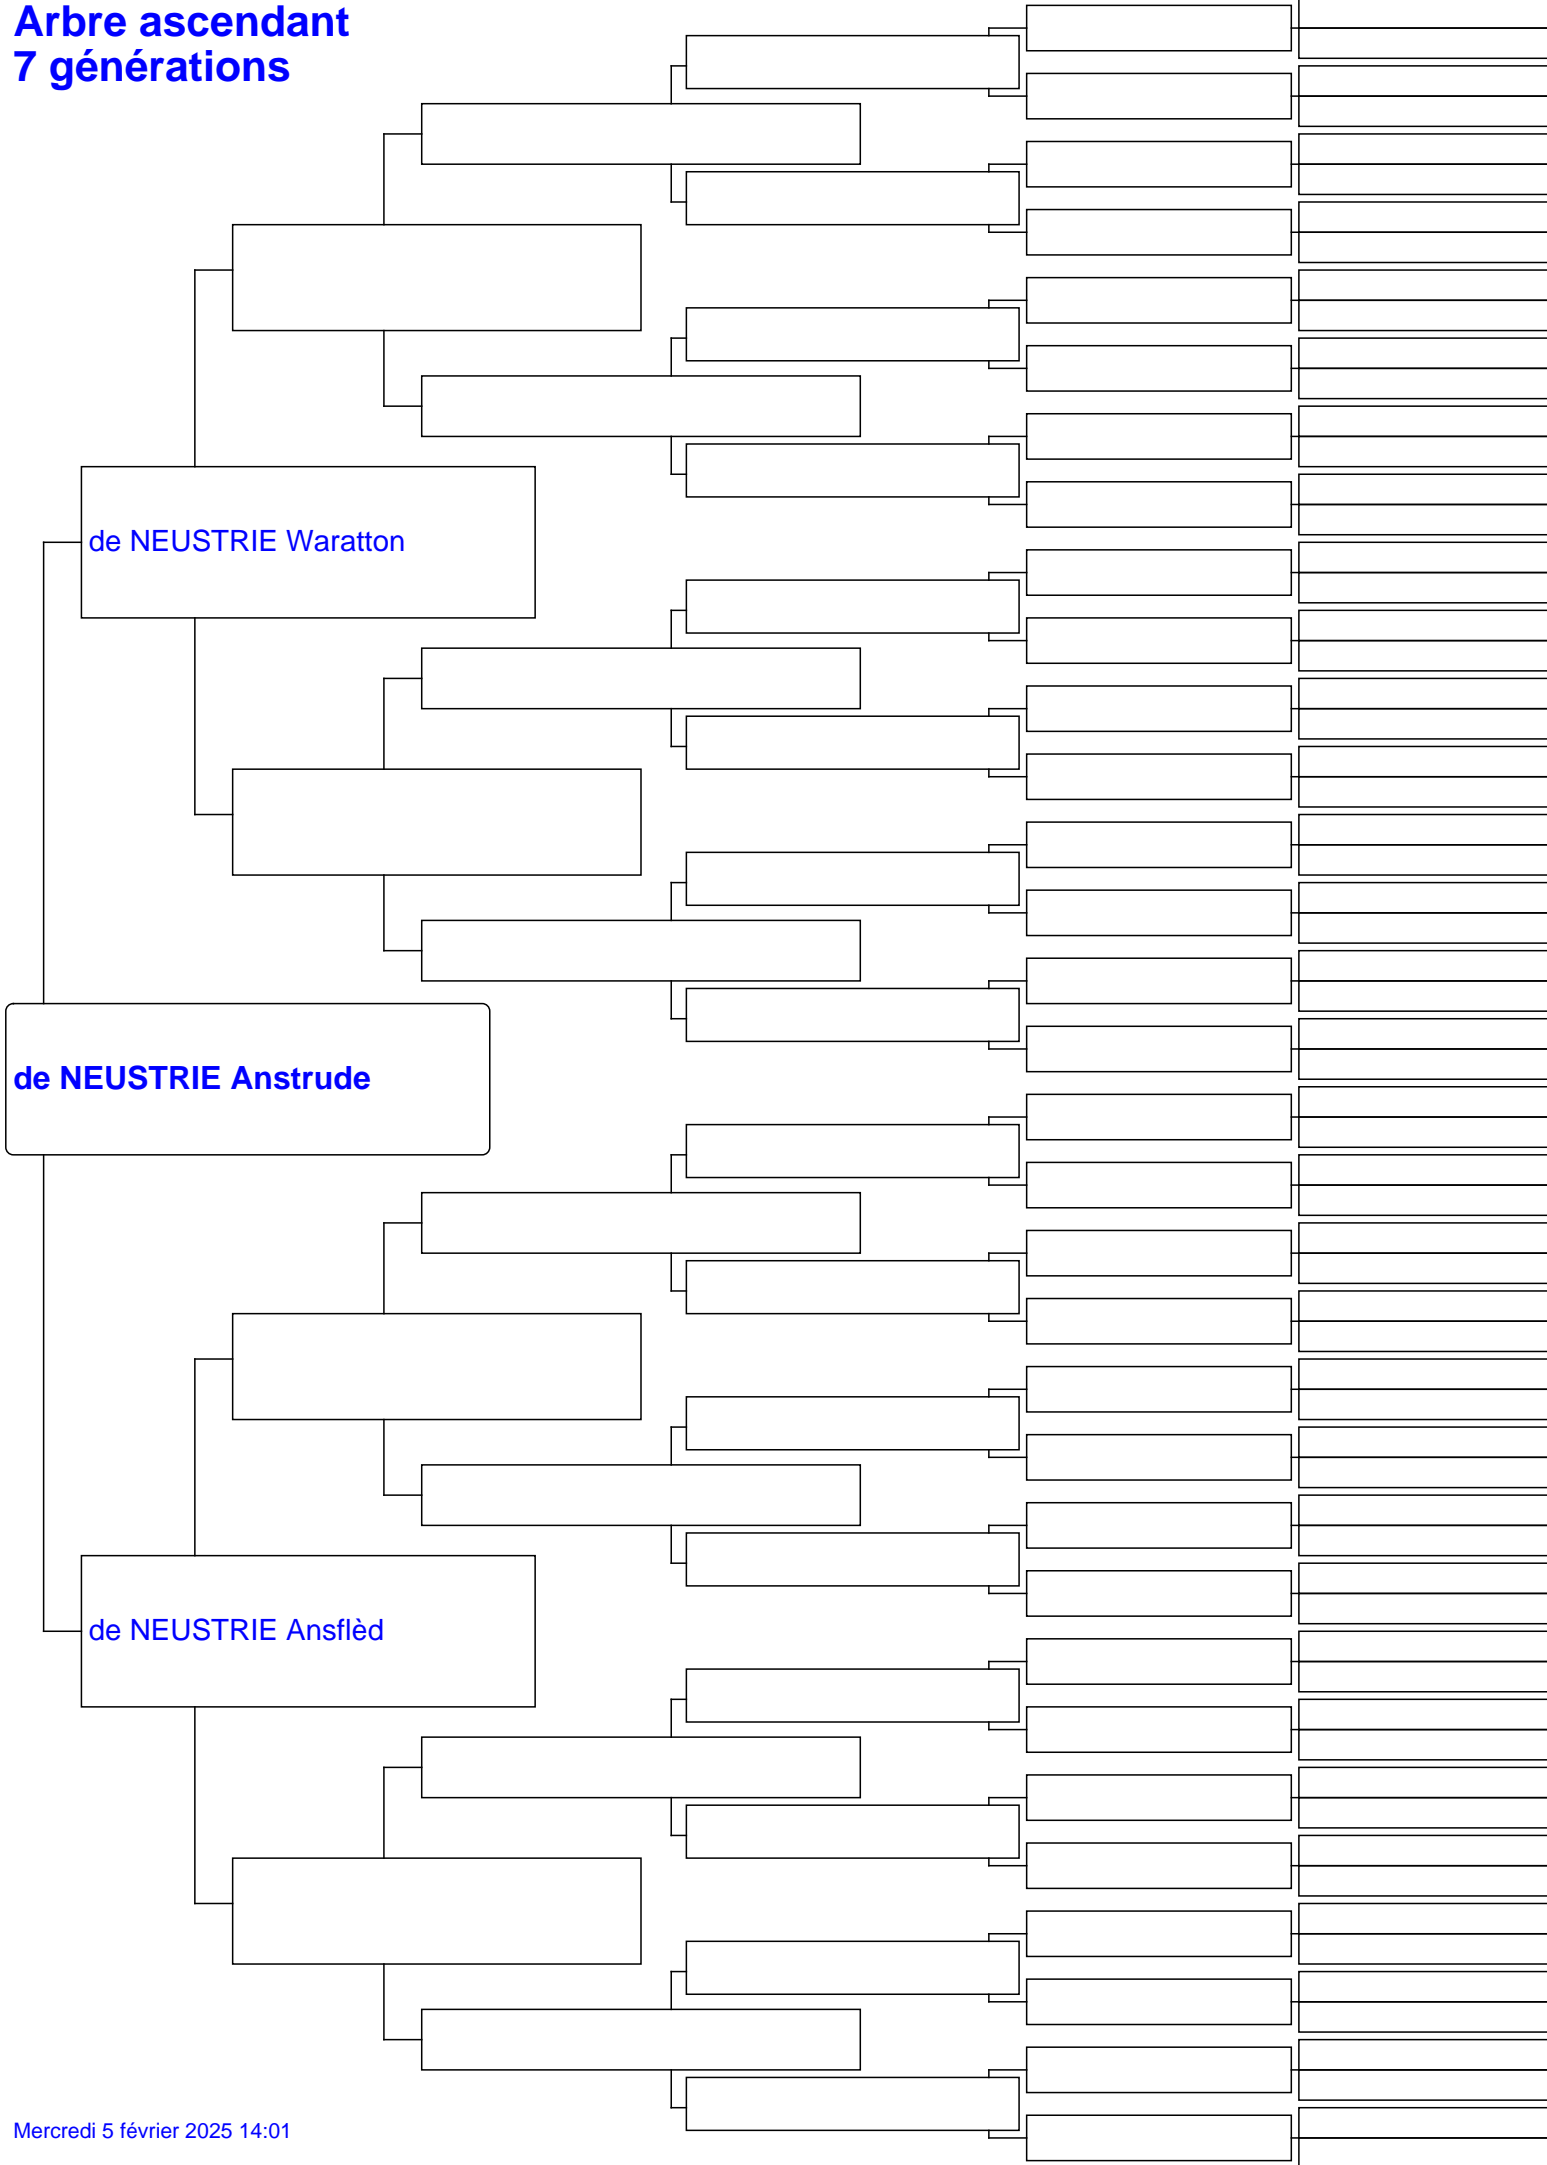 Arbre ascendant
7 générations
de NEUSTRIE Waratton
de NEUSTRIE Anstrude
de NEUSTRIE Ansflèd
Mercredi 5 février 2025 14:01